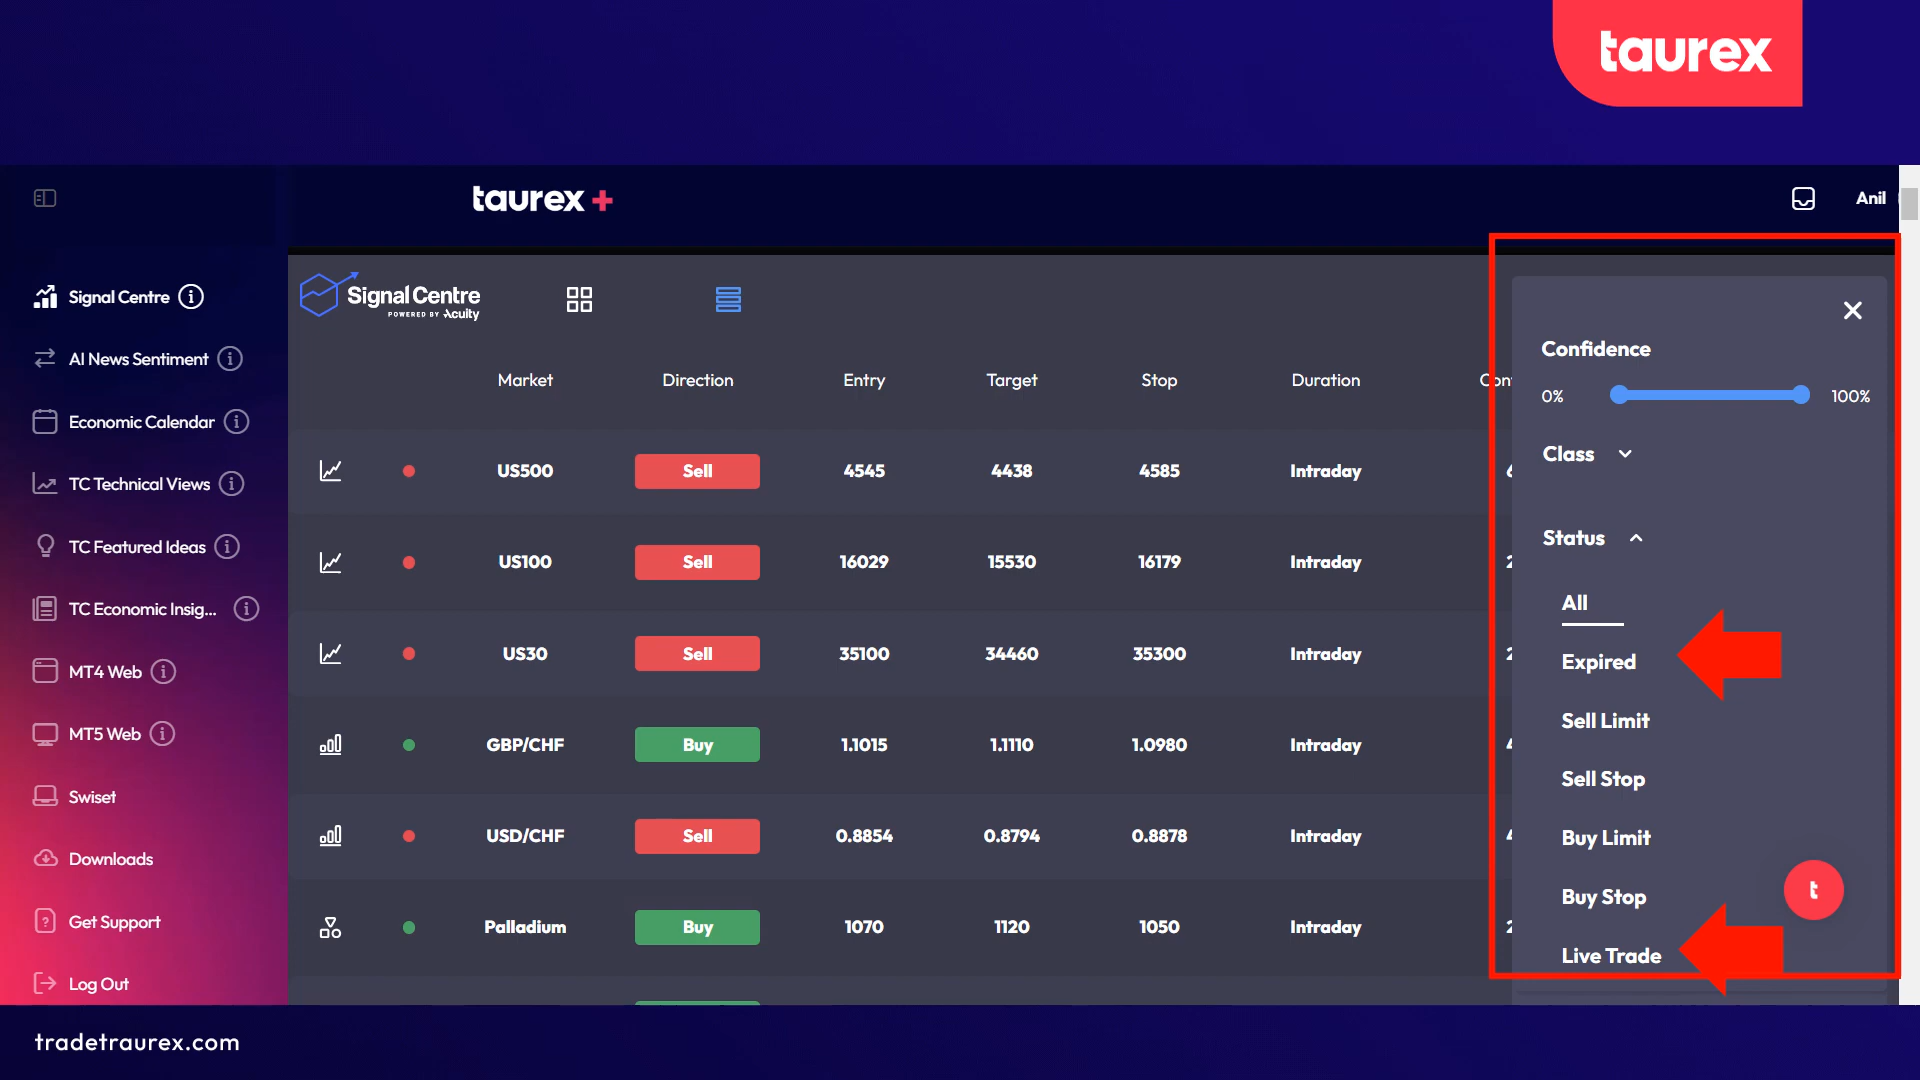 taurex
taurex +
Anil
Signal Centre
AI News Sentiment
Economic Calendar
TC Technical Views
TC Featured Ideas
TC Economic Insig...
MT4 Web
MT5 Web
Swiset
Downloads
Get Support
Log Out
Signal Centre
POWERED BY Acuity
Market Direction Entry Target Stop Duration
US500 Sell 4545 4438 4585 Intraday
US100 Sell 16029 15530 16179 Intraday
US30 Sell 35100 34460 35300 Intraday
GBP/CHF Buy 1.1015 1.1110 1.0980 Intraday
USD/CHF Sell 0.8854 0.8794 0.8878 Intraday
Palladium Buy 1070 1120 1050 Intraday
Confidence
0% 100%
Class
Status
All
Expired
Sell Limit
Sell Stop
Buy Limit
Buy Stop
t
Live Trade
tradetraurex.com